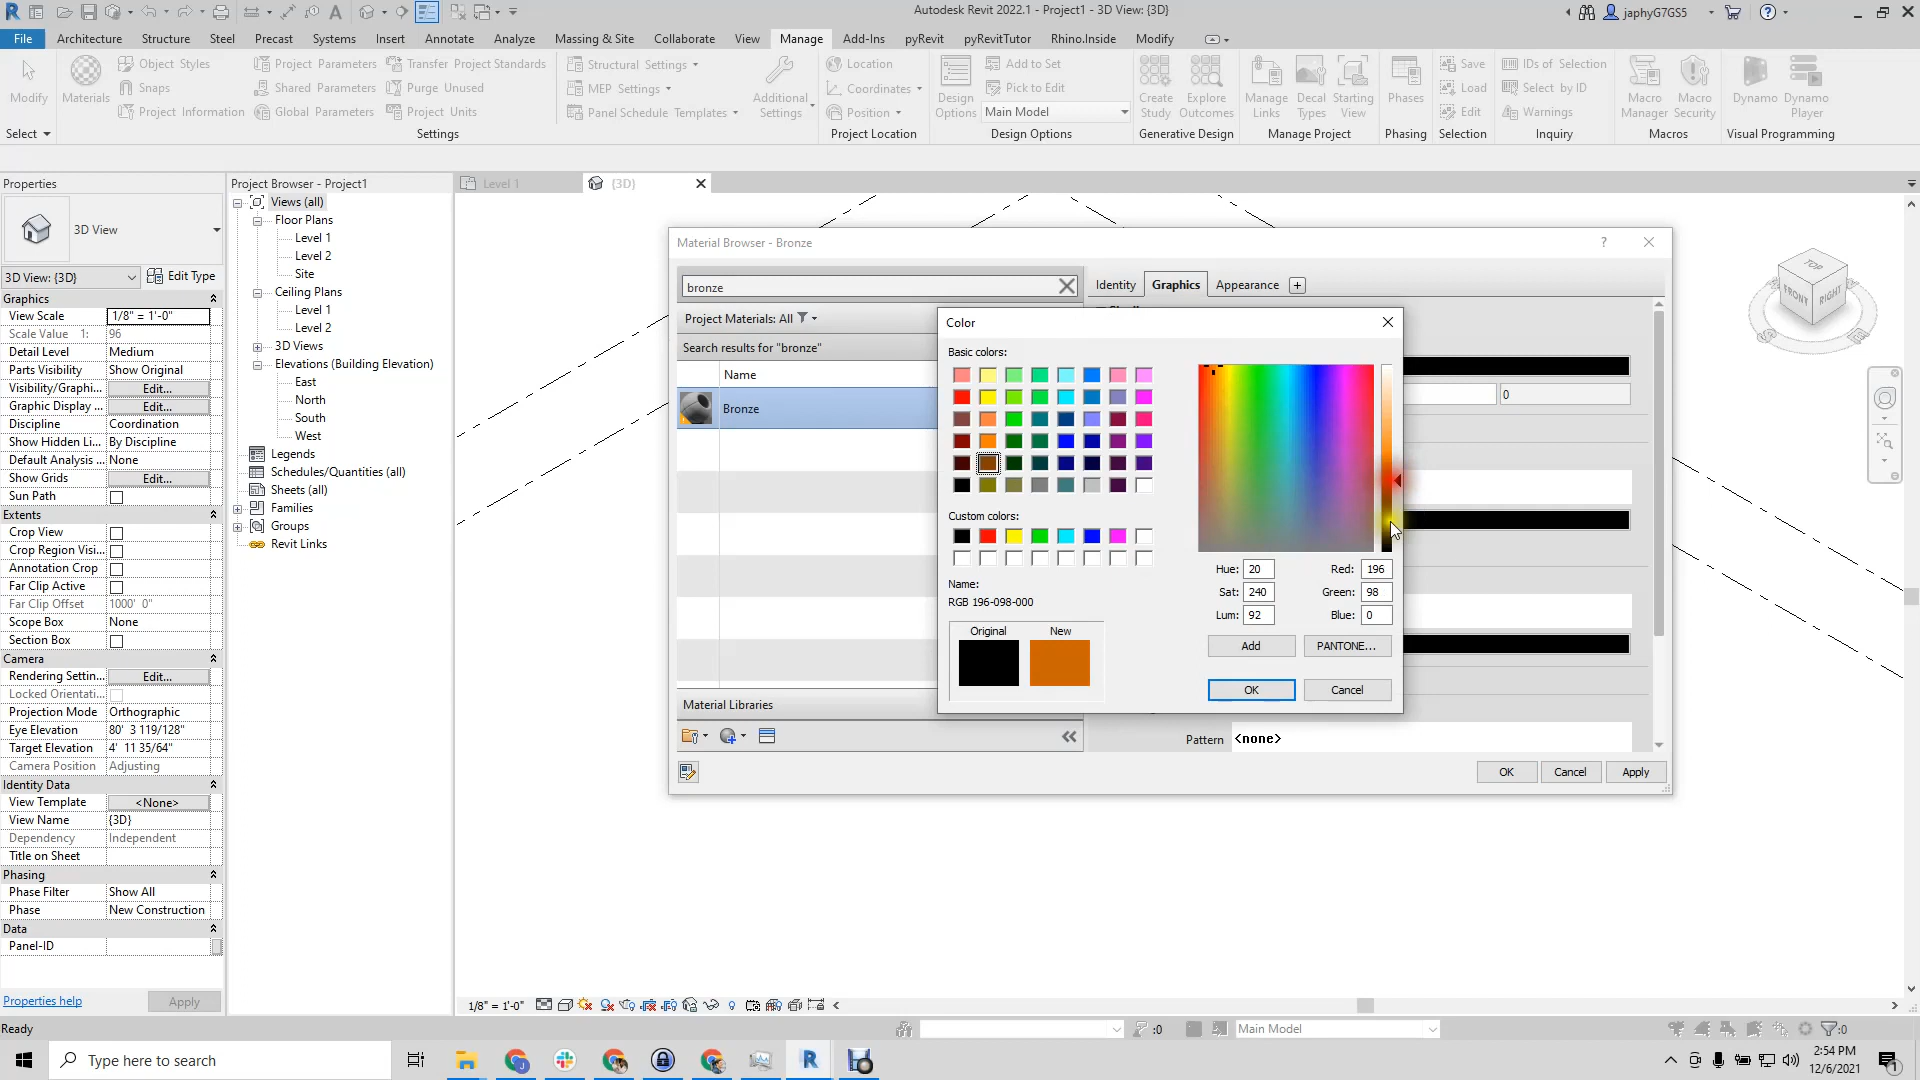 Autodesk Revit 2022.1 - Project1 - 3D View: {3D}
japhyG7GS5
File Architecture Structure Steel Precast Systems Insert Annotate Analyze Massing & Site Collaborate View Manage Add-Ins pyRevit pyRevitTutor Rhino.Inside Modify
Modify
Select
Materials
Object Styles
Snaps
Project Information
Project Parameters
Shared Parameters
Global Parameters
Transfer Project Standards
Purge Unused
Project Units
Settings
Structural Settings
MEP Settings
Panel Schedule Templates
Additional Settings
Location
Coordinates
Position
Project Location
Design Options
Add to Set
Pick to Edit
Main Model
Design Options
Create Study
Explore Outcomes
Generative Design
Manage Links
Decal Types
Starting View
Manage Project
Phases
Phasing
Save
Load
Edit
Selection
IDs of Selection
Select by ID
Warnings
Inquiry
Macro Manager
Macro Security
Macros
Dynamo
Dynamo Player
Visual Programming
Properties
3D View
3D View: {3D}
Edit Type
Graphics
View Scale 1/8" = 1'-0"
Scale Value 1: 96
Detail Level Medium
Parts Visibility Show Original
Visibility/Graphi... Edit...
Graphic Display ... Edit...
Discipline Coordination
Show Hidden Li... By Discipline
Default Analysis ... None
Show Grids Edit...
Sun Path
Extents
Crop View
Crop Region Visi...
Annotation Crop
Far Clip Active
Far Clip Offset 1000' 0"
Scope Box None
Section Box
Camera
Rendering Settin... Edit...
Locked Orientati...
Projection Mode Orthographic
Eye Elevation 80' 3 119/128"
Target Elevation 4' 11 35/64"
Camera Position Adjusting
Identity Data
View Template <None>
View Name {3D}
Dependency Independent
Title on Sheet
Phasing
Phase Filter Show All
Phase New Construction
Data
Panel-ID
Properties help
Apply
Project Browser - Project1
Views (all)
Floor Plans
Level 1
Level 2
Site
Ceiling Plans
Level 1
Level 2
3D Views
Elevations (Building Elevation)
East
North
South
West
Legends
Schedules/Quantities (all)
Sheets (all)
Families
Groups
Revit Links
Level 1
{3D}
TOP
FRONT
RIGHT
S
E
Material Browser - Bronze
?
bronze
Project Materials: All
Search results for "bronze"
Name
Bronze
Material Libraries
Identity Graphics Appearance
0
Pattern <none>
OK Cancel Apply
Color
Basic colors:
Custom colors:
Name:
RGB 196-098-000
Original New
Hue: 20 Red: 196
Sat: 240 Green: 98
Lum: 92 Blue: 0
Add PANTONE...
OK Cancel
1/8" = 1'-0"
Ready
:0
Main Model
:0
Type here to search
2:54 PM
12/6/2021
1